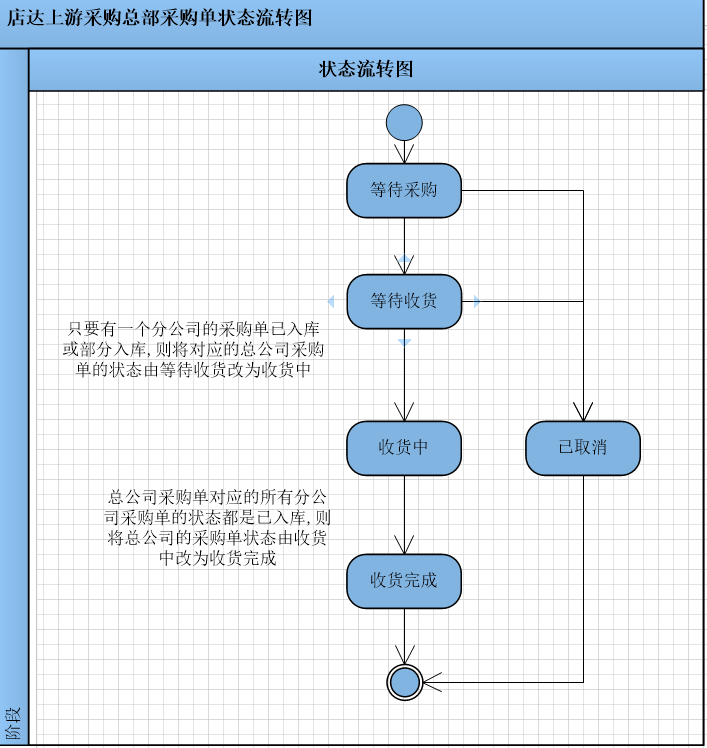 店达上游采购总部采购单状态流转图
状态流转图
等待采购
等待收货
只要有一个分公司的采购单已入库
或部分入库,则将对应的总公司采购
单的状态由等待收货改为收货中
收货中
已取消
总公司采购单对应的所有分公
司采购单的状态都是已入库,则
将总公司的采购单状态由收货
中改为收货完成
收货完成
阶段